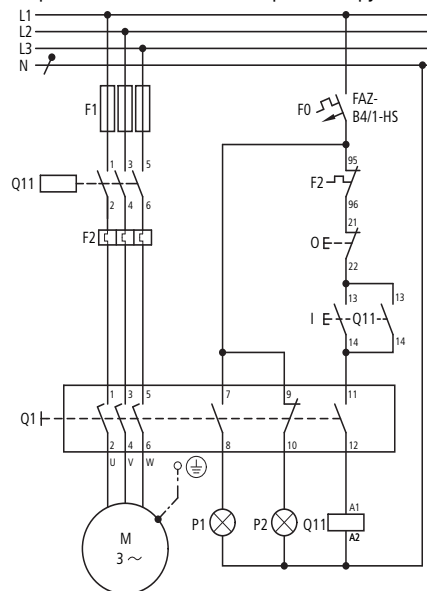 L1
L2
L3
N
F1
F0
FAZ-
B4/1-HS
1 3 5
Q11
2 4 6
F2
95
F2
96
21
O
22
13 13
I Q11
14 14
1 3 5 7 9 11
Q1
2 4 6 8 10 12
U V W
P1 P2 Q11
A1
A2
M
3 ~